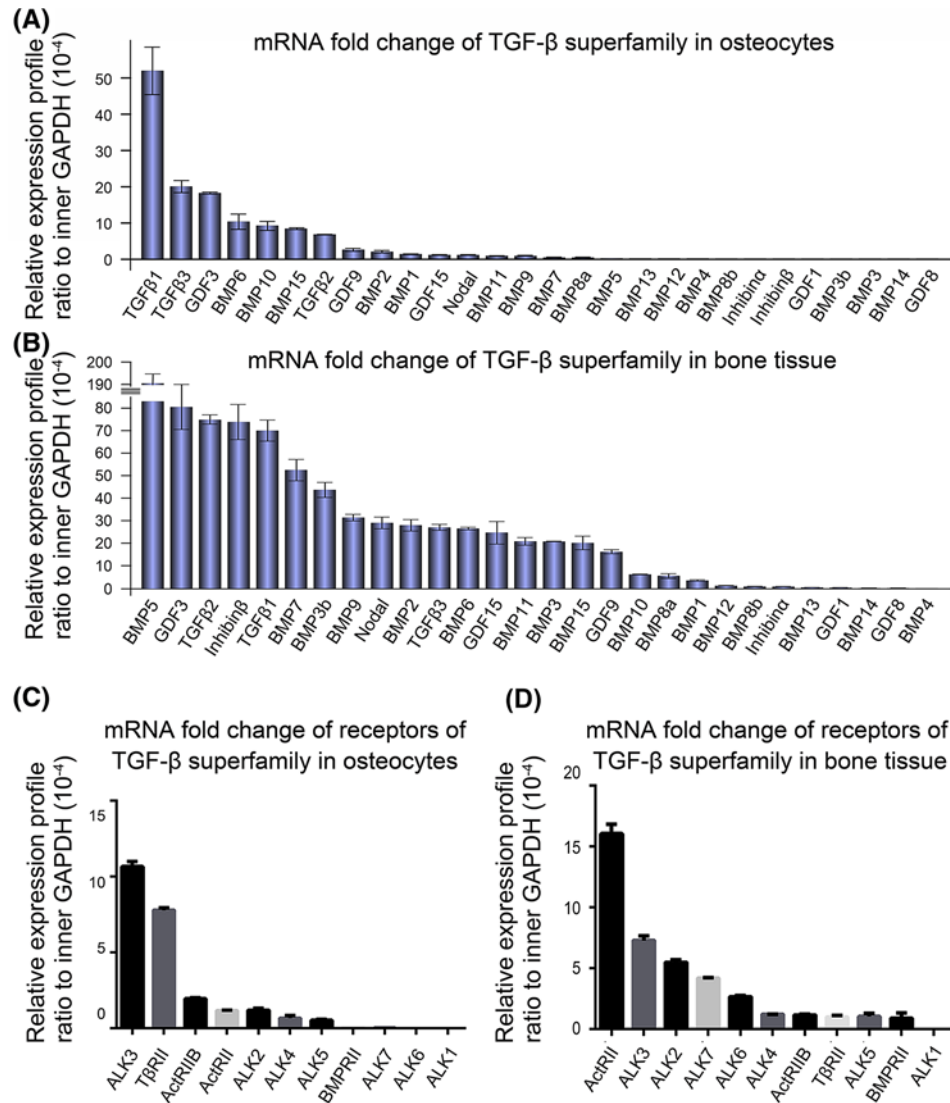 (A)
mRNA fold change of TGF-β superfamily in osteocytes
Relative expression profile
ratio to inner GAPDH (10⁻⁴)
50
40
30
20
10
0
TGFβ1
TGFβ3
GDF3
BMP6
BMP10
BMP15
TGFβ2
GDF9
BMP2
BMP1
GDF15
Nodal
BMP11
BMP9
BMP7
BMP8a
BMP5
BMP13
BMP12
BMP4
BMP8b
Inhibinα
Inhibinβ
GDF1
BMP3b
BMP3
BMP14
GDF8
(B)
mRNA fold change of TGF-β superfamily in bone tissue
Relative expression profile
ratio to inner GAPDH (10⁻⁴)
200
190
80
70
60
50
40
30
20
10
0
BMP5
GDF3
TGFβ2
Inhibinβ
TGFβ1
BMP7
BMP3b
BMP9
Nodal
BMP2
TGFβ3
BMP6
GDF15
BMP11
BMP3
BMP15
GDF9
BMP10
BMP8a
BMP1
BMP12
BMP8b
Inhibinα
BMP13
GDF1
BMP14
GDF8
BMP4
(C)
mRNA fold change of receptors of
TGF-β superfamily in osteocytes
Relative expression profile
ratio to inner GAPDH (10⁻⁴)
15
10
5
0
ALK3
TβRII
ActRIIB
ActRII
ALK2
ALK4
ALK5
BMPRII
ALK7
ALK6
ALK1
(D)
mRNA fold change of receptors of
TGF-β superfamily in bone tissue
Relative expression profile
ratio to inner GAPDH (10⁻⁴)
20
15
10
5
0
ActRII
ALK3
ALK2
ALK7
ALK6
ALK4
ActRIIB
TβRII
ALK5
BMPRII
ALK1